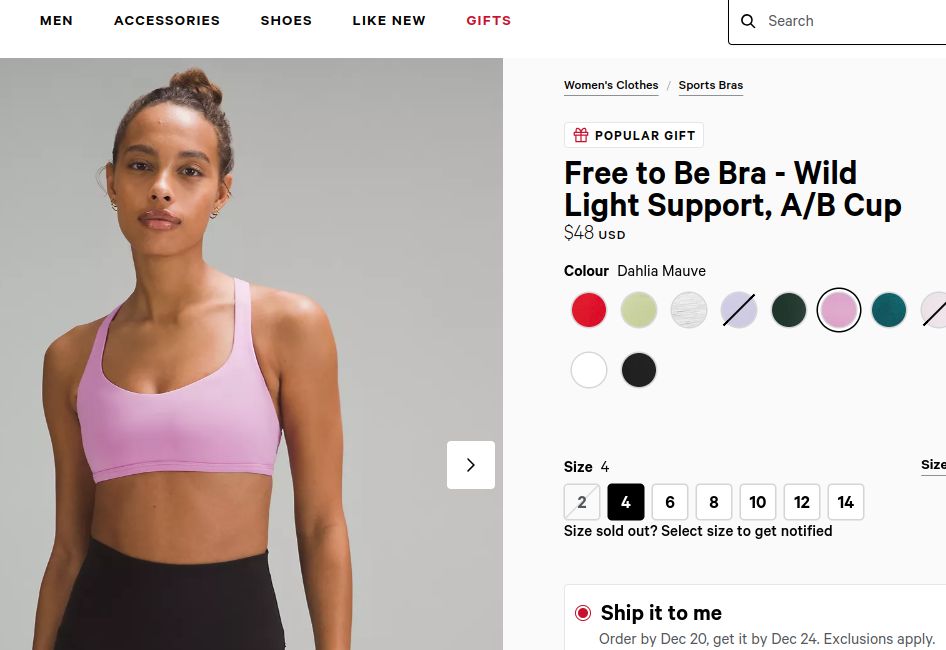 MEN ACCESSORIES SHOES LIKE NEW GIFTS
Search
Women's Clothes / Sports Bras
POPULAR GIFT
Free to Be Bra - Wild
Light Support, A/B Cup
$48 USD
Colour Dahlia Mauve
Size 4
Size
2 4 6 8 10 12 14
Size sold out? Select size to get notified
Ship it to me
Order by Dec 20, get it by Dec 24. Exclusions apply.